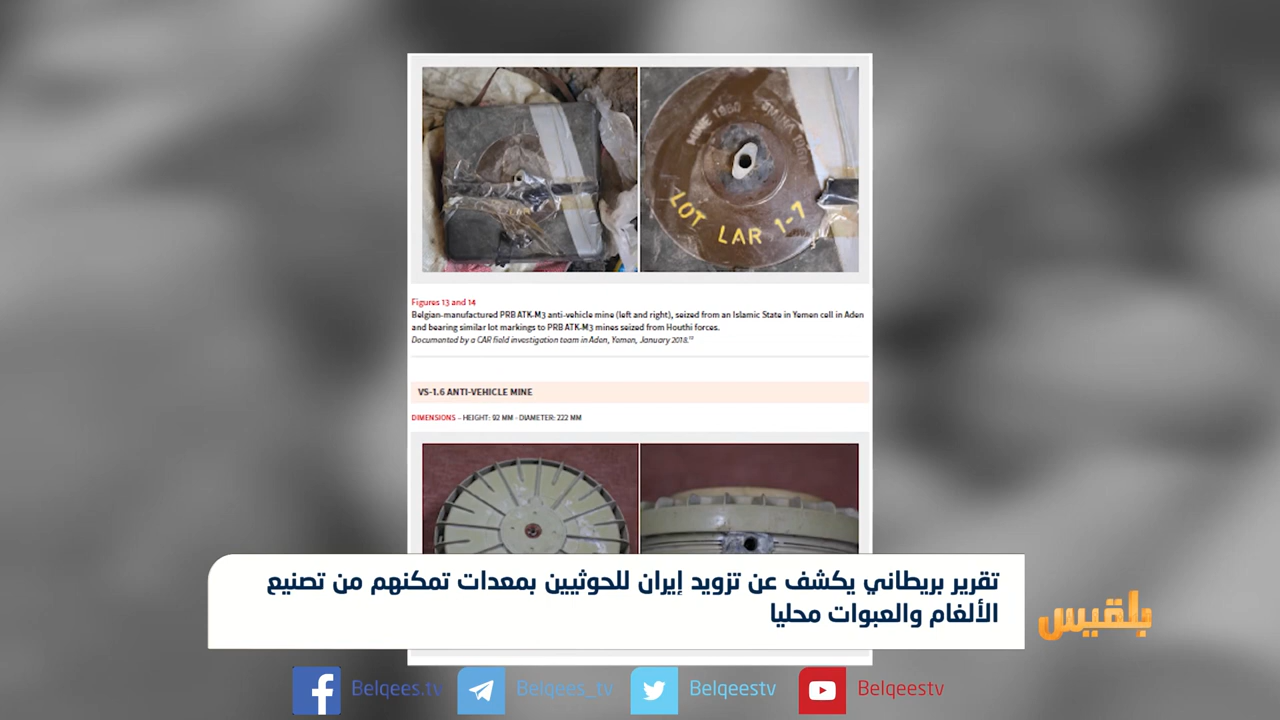 MINE 1980
LOT LAR 1-7
Figures 13 and 14
Belgian-manufactured PRB ATK-M3 anti-vehicle mine (left and right), seized from an Islamic State in Yemen cell in Aden
and bearing similar lot markings to PRB ATK-M3 mines seized from Houthi forces.
Documented by a CAR field investigation team in Aden, Yemen, January 2018.
VS-1.6 ANTI-VEHICLE MINE
DIMENSIONS - HEIGHT: 92 MM - DIAMETER: 222 MM
تقرير بريطاني يكشف عن تزويد إيران للحوثيين بمعدات تمكنهم من تصنيع
الألغام والعبوات محليا
بلقيس
Belqees.tv
Belqees_tv
Belqeestv
Belqeestv